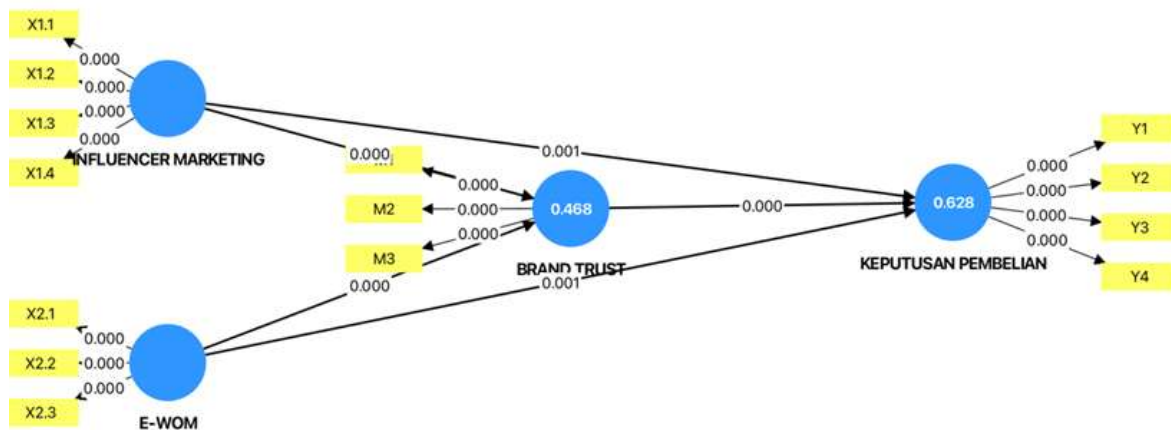 X1.1
0.000
X1.2
0.000
X1.3
0.000
0.000
X1.4
INFLUENCER MARKETING
0.001
0.000
0.000
M2
0.000
0.000
M3
0.468
BRAND TRUST
0.000
0.000
0.001
0.628
KEPUTUSAN PEMBELIAN
Y1
0.000
Y2
0.000
Y3
0.000
0.000
Y4
X2.1
0.000
X2.2
0.000
0.000
X2.3
E-WOM